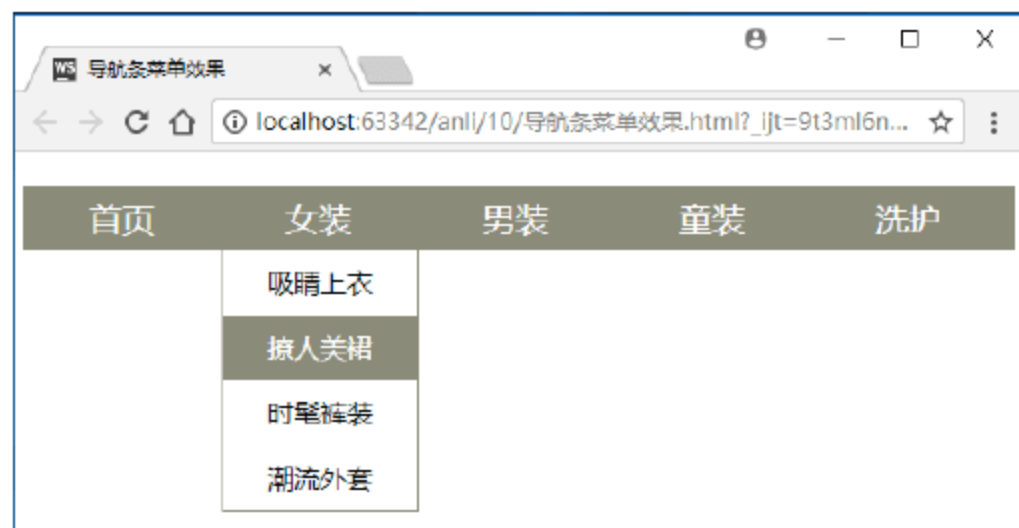 WS 导航条菜单效果
localhost:63342/anli/10/导航条菜单效果.html?_ijt=9t3ml6n...
首页 女装 男装 童装 洗护
吸睛上衣
撩人美裙
时髦裤装
潮流外套